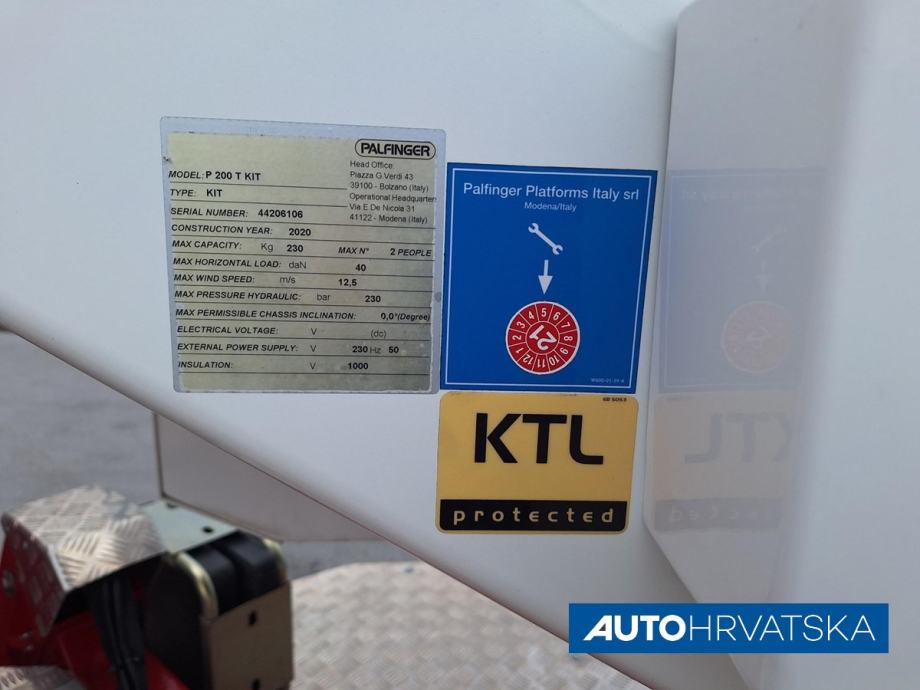 PALFINGER
Head Office:
Piazza G Verdi 43
39100 - Bolzano (Italy)
Operational Headquarters
Via E De Nicola 31
41122 - Modena (Italy)
MODEL: P 200 T KIT
TYPE: KIT
SERIAL NUMBER: 44206106
CONSTRUCTION YEAR: 2020
MAX CAPACITY: Kg 230 MAX N° 2 PEOPLE
MAX HORIZONTAL LOAD: daN 40
MAX WIND SPEED: m/s 12,5
MAX PRESSURE HYDRAULIC: bar 230
MAX PERMISSIBLE CHASSIS INCLINATION: 0,0°(Degree)
ELECTRICAL VOLTAGE: V (dc)
EXTERNAL POWER SUPPLY: V 230 Hz 50
INSULATION: V 1000
Palfinger Platforms Italy srl
Modena/Italy
1 2 3 4 5 6 7 8 9 10 11 12
21
KTL
protected
AUTOHRVATSKA